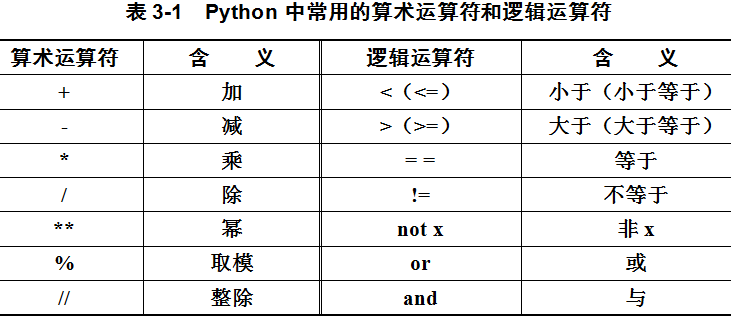 表 3-1 Python 中常用的算术运算符和逻辑运算符
算术运算符 含 义 逻辑运算符 含 义
+ 加 <（<=） 小于（小于等于）
- 减 >（>=） 大于（大于等于）
* 乘 = = 等于
/ 除 != 不等于
** 幂 not x 非 x
% 取模 or 或
// 整除 and 与